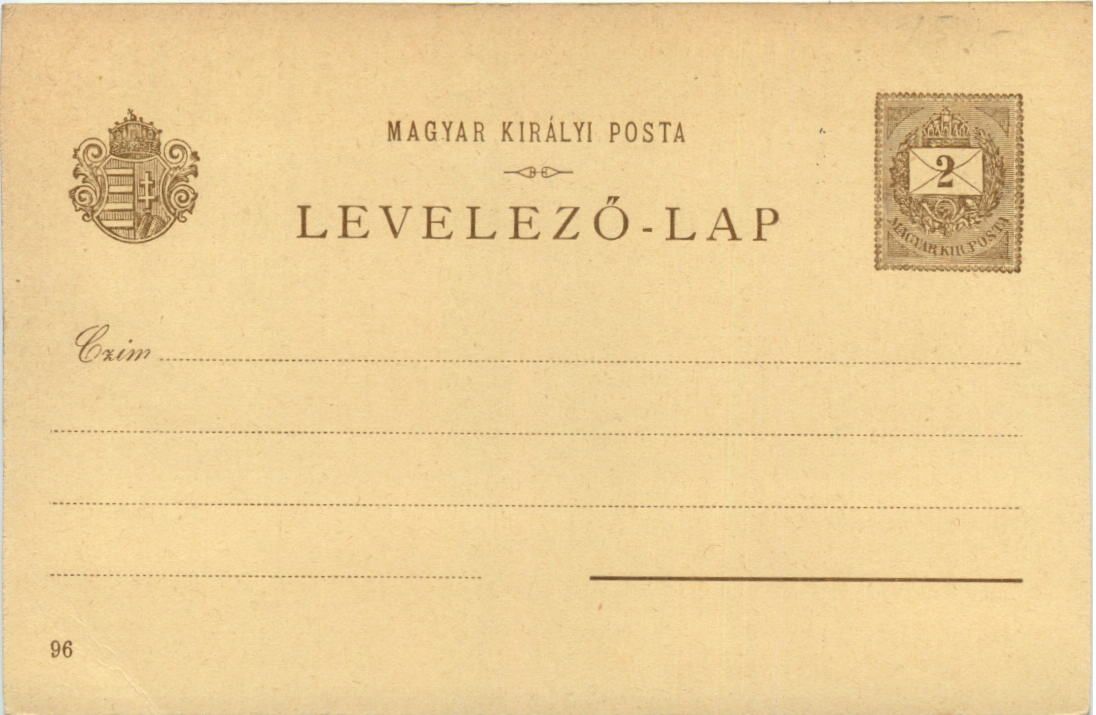 MAGYAR KIRÁLYI POSTA
LEVELEZŐ-LAP
2
MAGYAR KIR. POSTA
Czim
96